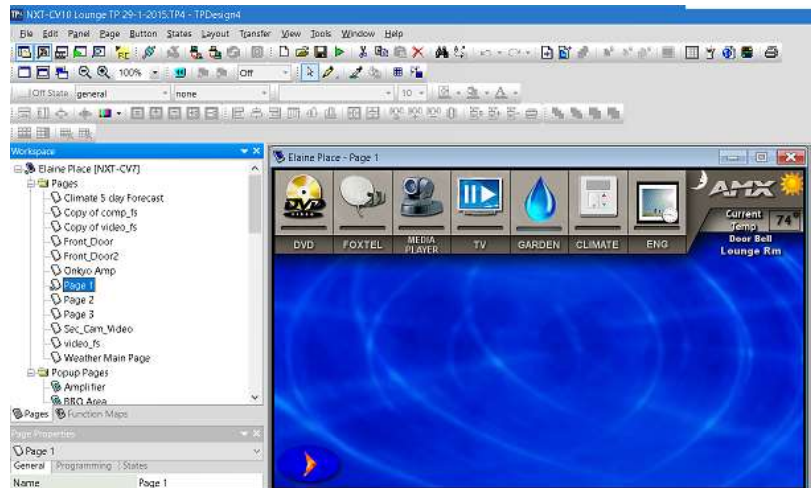 NXT-CV10 Lounge TP 29-1-2015.TP4 - TPDesign4
File Edit Panel Page Button States Layout Transfer View Tools Window Help
100% Off
Off State general none 10
Workspace
Elaine Place - Page 1
Elaine Place [NXT-CV7]
Pages
Climate 5 day Forecast
Copy of comp_fs
Copy of video_fs
Front_Door
Front_Door2
Onkyo Amp
Page 1
Page 2
Page 3
Sec_Cam_Video
video_fs
Weather Main Page
Popup Pages
Amplifier
BBQ Area
Pages Function Maps
Page Properties
Page 1
General Programming States
Name Page 1
DVD
DVD FOXTEL MEDIA PLAYER TV GARDEN CLIMATE ENG
AMX
Current Temp 74°
Door Bell
Lounge Rm